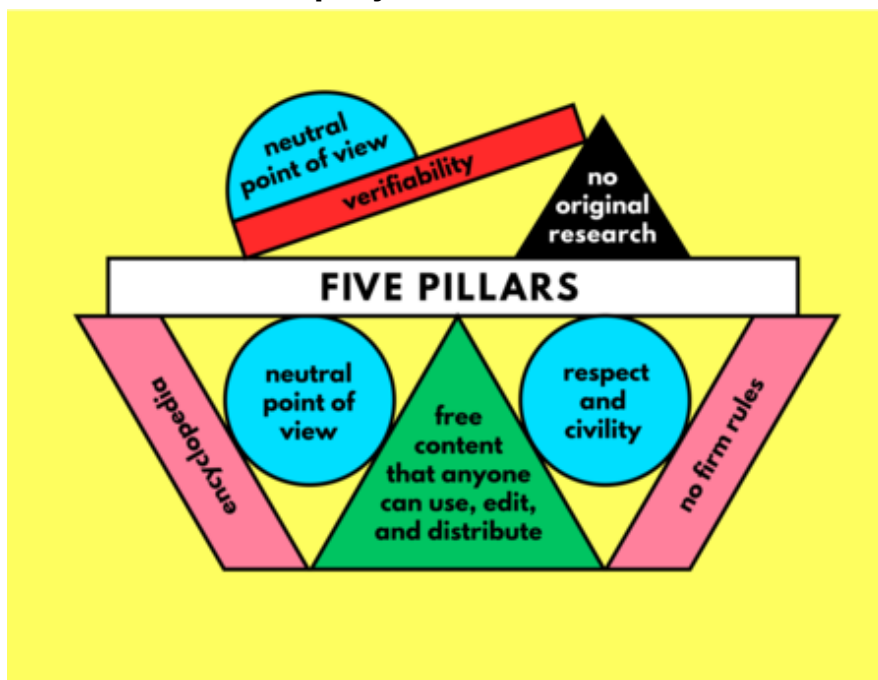 neutral
point of view
verifiability
no
original
research
FIVE PILLARS
encyclopedia
neutral
point of
view
free
content
that anyone
can use, edit,
and distribute
respect
and
civility
no firm rules